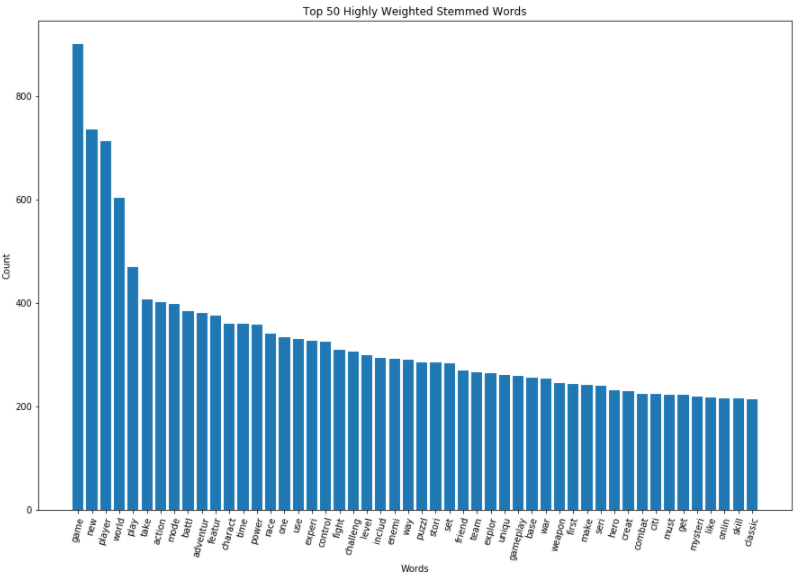 Top 50 Highly Weighted Stemmed Words
Count
800
600
400
200
0
game
new
player
world
play
take
action
mode
battl
adventur
featur
charact
time
power
race
one
use
experi
control
fight
challeng
level
includ
enemi
way
puzzl
stori
set
friend
team
explor
uniqu
gameplay
base
war
weapon
first
make
seri
hero
creat
combat
citi
must
get
mysteri
like
onlin
skill
classic
Words